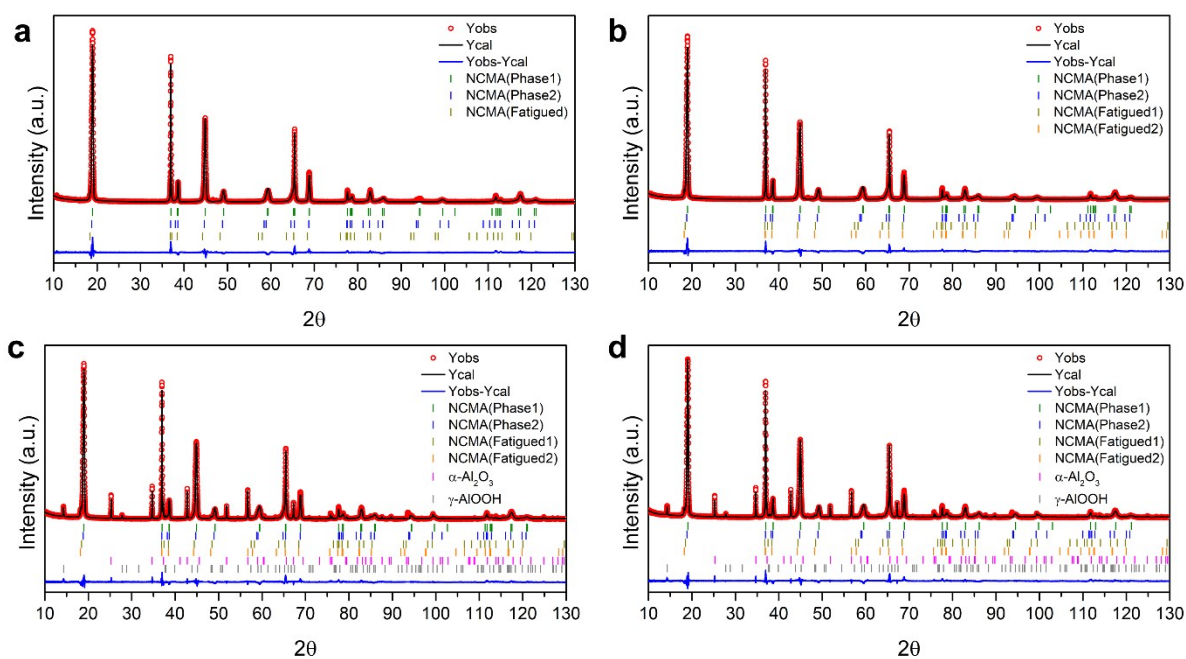 a
Yobs
Ycal
Yobs-Ycal
NCMA(Phase1)
NCMA(Phase2)
NCMA(Fatigued)
Intensity (a.u.)
10 20 30 40 50 60 70 80 90 100 110 120 130
2θ
b
Yobs
Ycal
Yobs-Ycal
NCMA(Phase1)
NCMA(Phase2)
NCMA(Fatigued1)
NCMA(Fatigued2)
Intensity (a.u.)
10 20 30 40 50 60 70 80 90 100 110 120 130
2θ
c
Yobs
Ycal
Yobs-Ycal
NCMA(Phase1)
NCMA(Phase2)
NCMA(Fatigued1)
NCMA(Fatigued2)
α-Al₂O₃
γ-AlOOH
Intensity (a.u.)
10 20 30 40 50 60 70 80 90 100 110 120 130
2θ
d
Yobs
Ycal
Yobs-Ycal
NCMA(Phase1)
NCMA(Phase2)
NCMA(Fatigued1)
NCMA(Fatigued2)
α-Al₂O₃
γ-AlOOH
Intensity (a.u.)
10 20 30 40 50 60 70 80 90 100 110 120 130
2θ